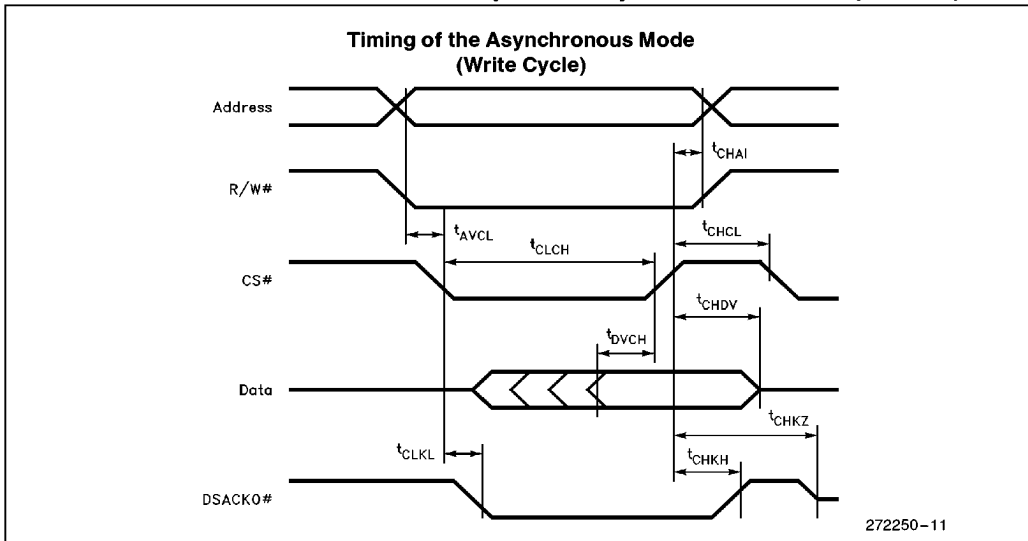 Timing of the Asynchronous Mode
(Write Cycle)
Address
tCHAI
R/W#
tAVCL
tCLCH
tCHCL
CS#
tCHDV
tDVCH
Data
tCHKZ
tCLKL
tCHKH
DSACK0#
272250-11